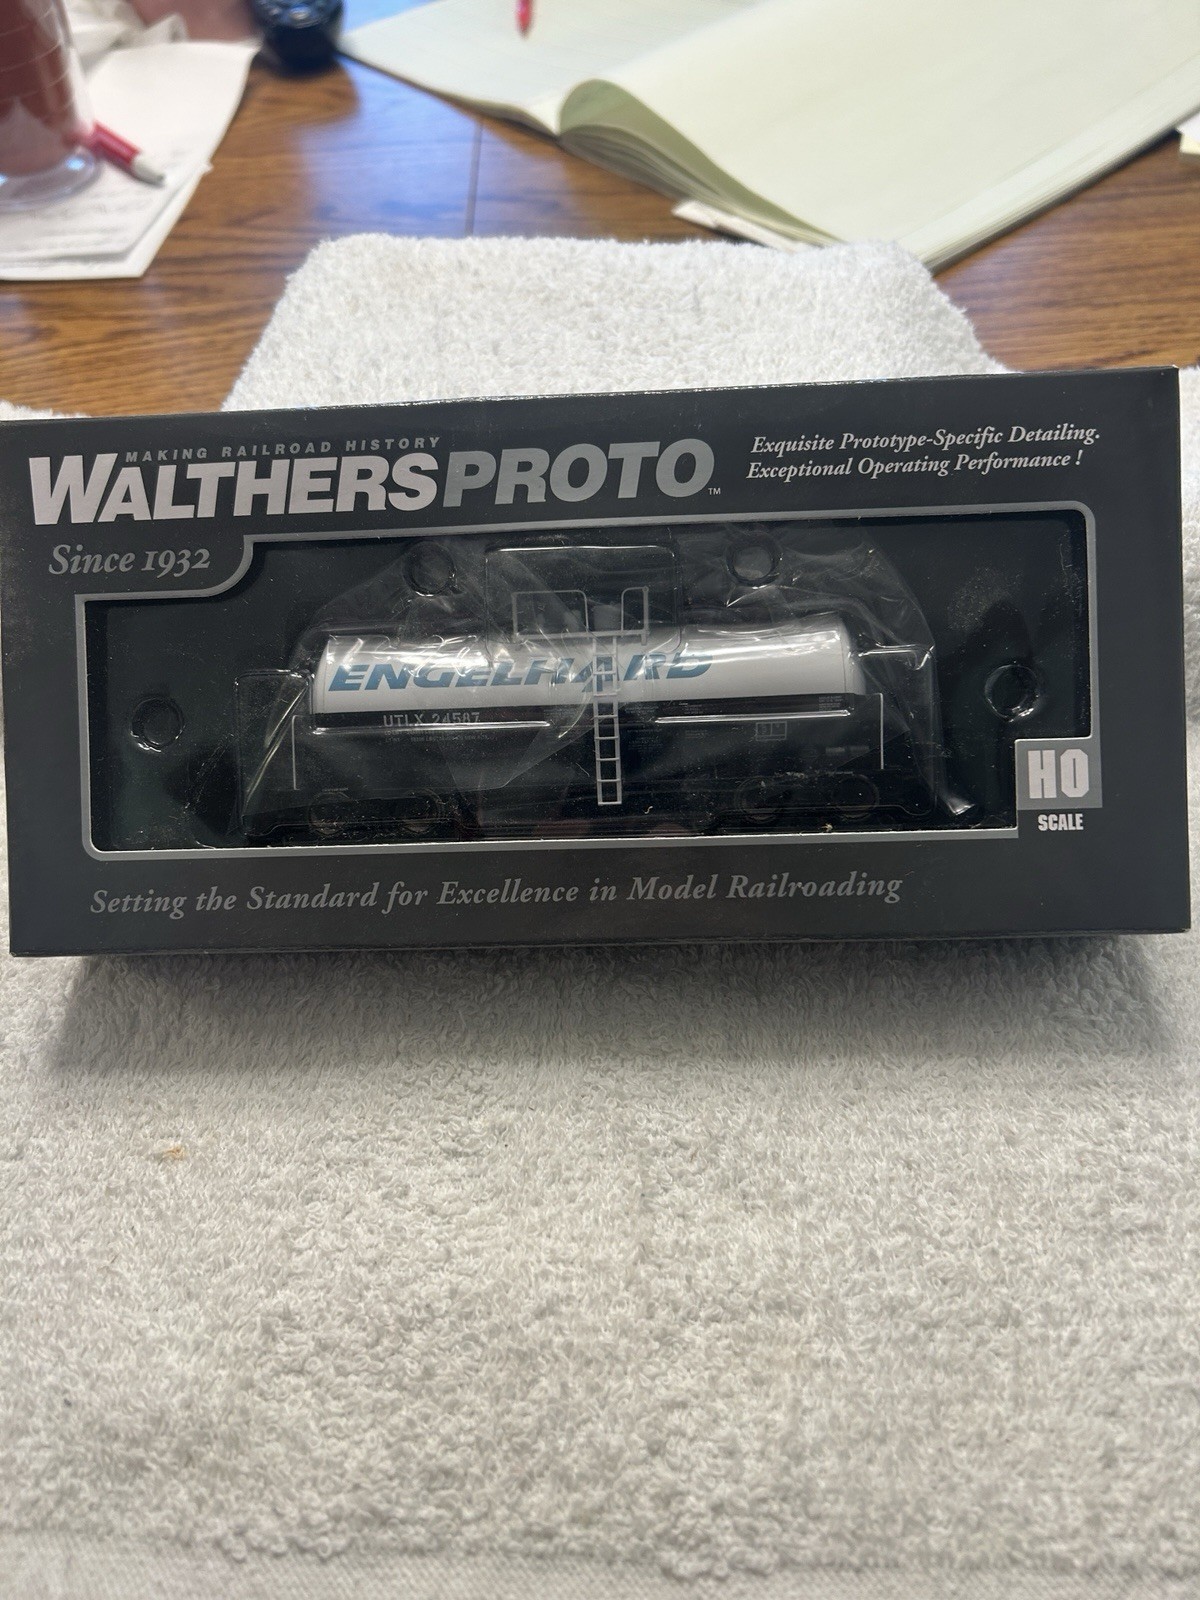 MAKING RAILROAD HISTORY
WALTHERSPROTO™
Since 1932
Exquisite Prototype-Specific Detailing.
Exceptional Operating Performance !
ENGELHARD
UTLX 24587
HO
SCALE
Setting the Standard for Excellence in Model Railroading